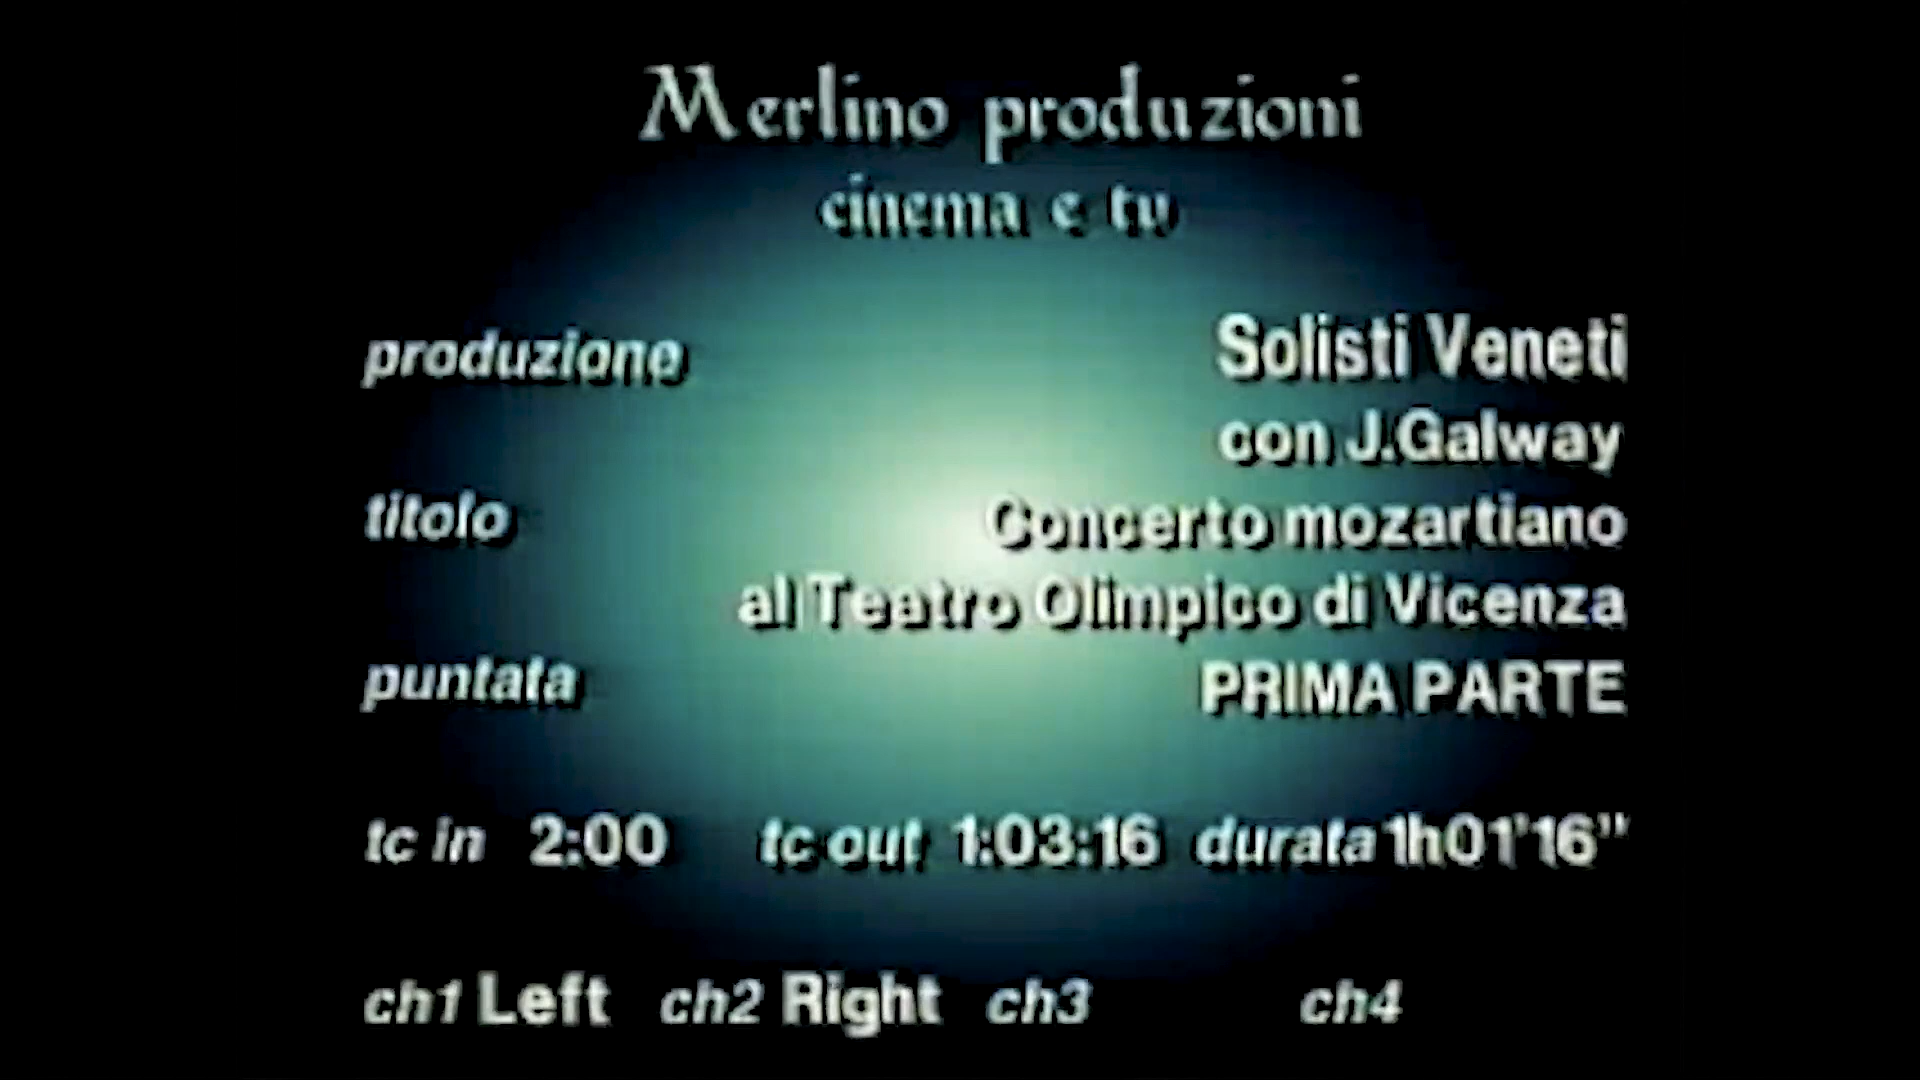 Merlino produzioni
cinema e tv
produzione Solisti Veneti
con J.Galway
titolo Concerto mozartiano
al Teatro Olimpico di Vicenza
puntata PRIMA PARTE
tc in 2:00 tc out 1:03:16 durata 1h01'16"
ch1 Left ch2 Right ch3 ch4